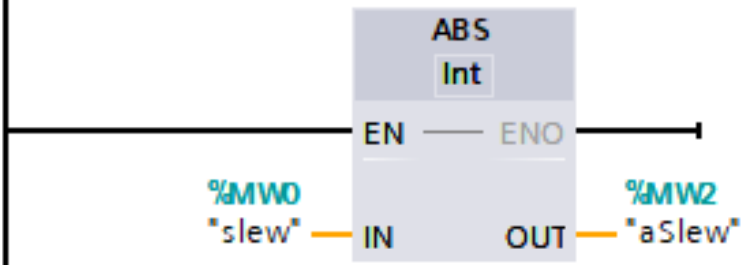 ABS
Int
EN ENO
%MW0 %MW2
"slew" IN OUT "aSlew"